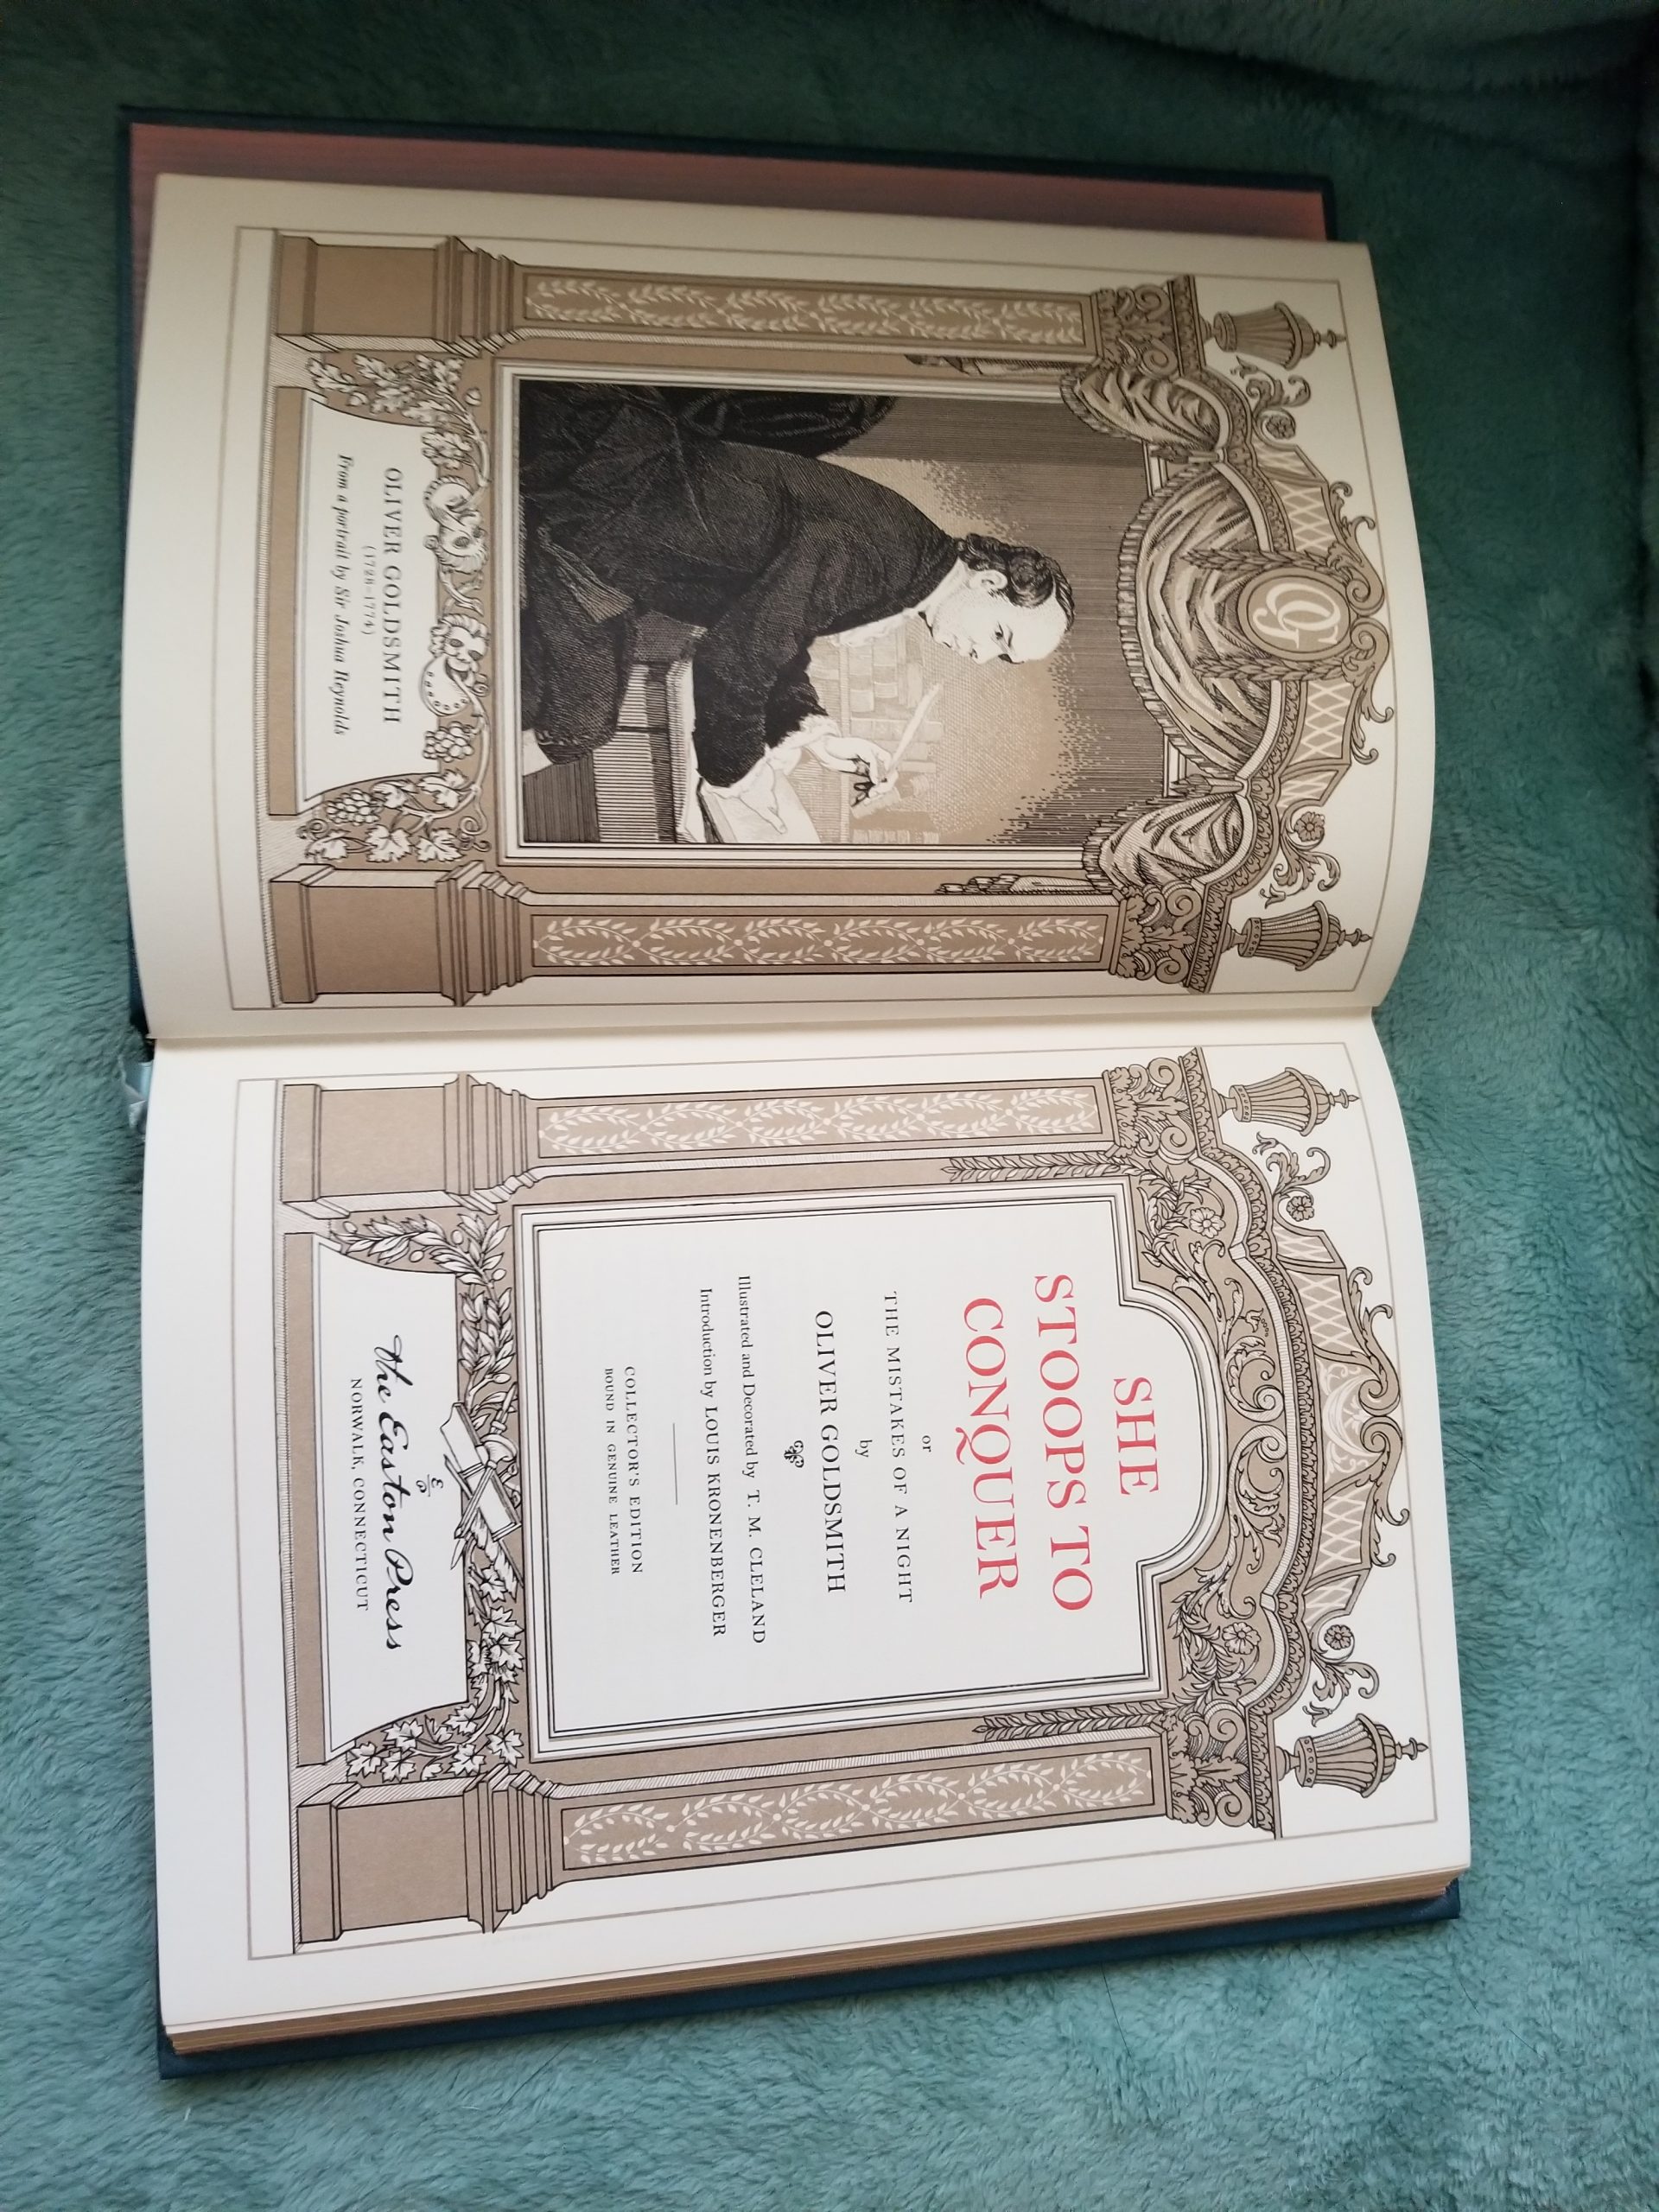 OG
OLIVER GOLDSMITH
(1728-1774)
From a portrait by Sir Joshua Reynolds
SHE
STOOPS TO
CONQUER
or
THE MISTAKES OF A NIGHT
by
OLIVER GOLDSMITH
Illustrated and Decorated by T. M. CLELAND
Introduction by LOUIS KRONENBERGER
COLLECTOR'S EDITION
BOUND IN GENUINE LEATHER
The Easton Press
NORWALK, CONNECTICUT